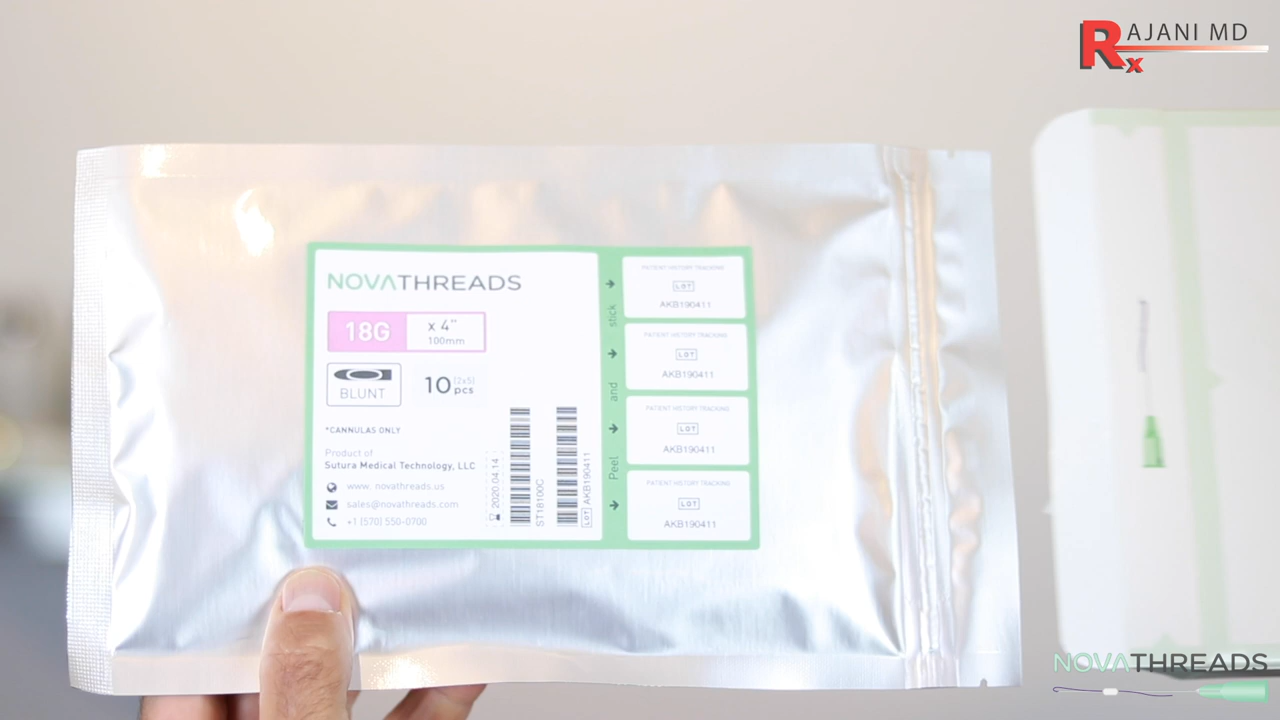 Rx AJANI MD
NOVATHREADS
18G x 4"
100mm
BLUNT
10 (2x5) pcs
*CANNULAS ONLY
Product of
Sutura Medical Technology, LLC
www. novathreads.us
sales@novathreads.com
+1 (570) 550-0700
2020.04.14
ST18100C
LOT AKB190411
Peel and stick
PATIENT HISTORY TRACKING
LOT
AKB190411
PATIENT HISTORY TRACKING
LOT
AKB190411
PATIENT HISTORY TRACKING
LOT
AKB190411
PATIENT HISTORY TRACKING
LOT
AKB190411
NOVATHREADS